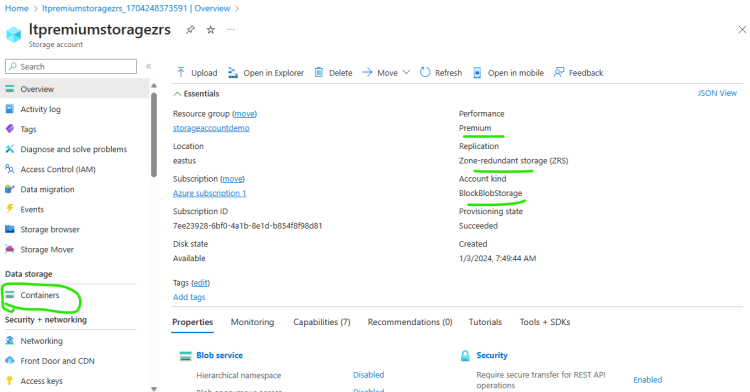 Home > ltpremiumstoragezrs_1704248373591 | Overview >
ltpremiumstoragezrs
Storage account
Search
Overview
Activity log
Tags
Diagnose and solve problems
Access Control (IAM)
Data migration
Events
Storage browser
Storage Mover
Data storage
Containers
Security + networking
Networking
Front Door and CDN
Access keys
Upload Open in Explorer Delete Move Refresh Open in mobile Feedback
Essentials
JSON View
Resource group (move)
storageaccountdemo
Location
eastus
Subscription (move)
Azure subscription 1
Subscription ID
7ee23928-6bf0-4a1b-8e1d-b854f8f98d81
Disk state
Available
Performance
Premium
Replication
Zone-redundant storage (ZRS)
Account kind
BlockBlobStorage
Provisioning state
Succeeded
Created
1/3/2024, 7:49:44 AM
Tags (edit)
Add tags
Properties Monitoring Capabilities (7) Recommendations (0) Tutorials Tools + SDKs
Blob service
Hierarchical namespace Disabled
Blob anonymous access Disabled
Security
Require secure transfer for REST API operations Enabled